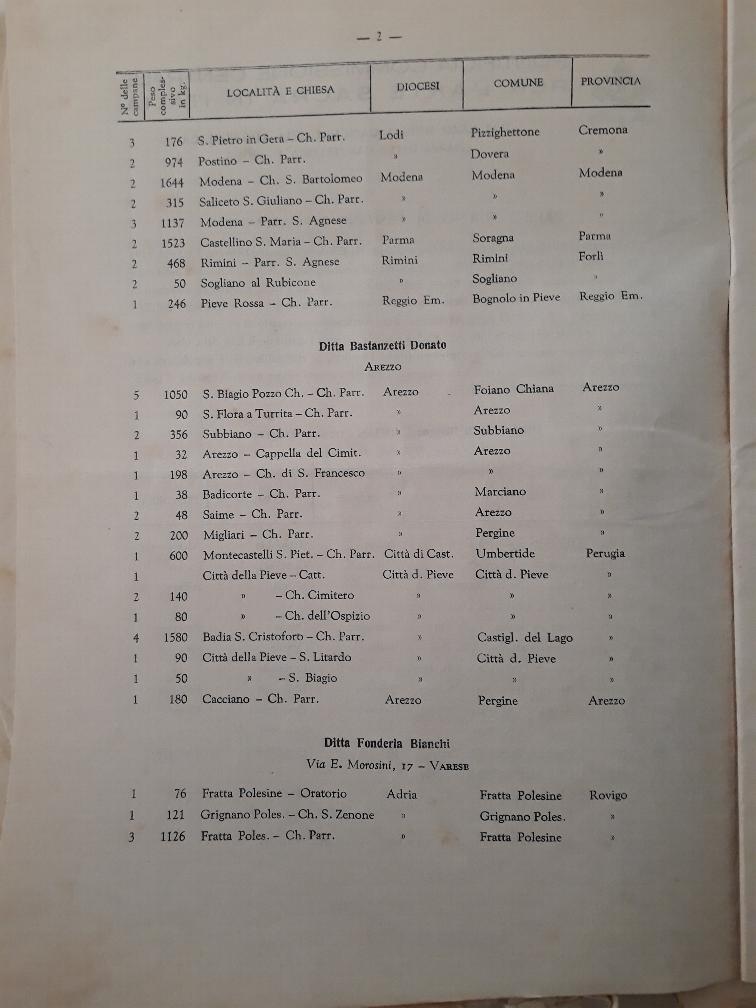 — 2 —
Nº delle campane Peso comples- sivo in kg. LOCALITÀ E CHIESA DIOCESI COMUNE PROVINCIA
3 176 S. Pietro in Gera – Ch. Parr. Lodi Pizzighettone Cremona
2 974 Postino – Ch. Parr. » Dovera »
2 1644 Modena – Ch. S. Bartolomeo Modena Modena Modena
2 315 Saliceto S. Giuliano – Ch. Parr. » » »
3 1137 Modena – Parr. S. Agnese » » »
2 1523 Castellino S. Maria – Ch. Parr. Parma Soragna Parma
2 468 Rimini – Parr. S. Agnese Rimini Rimini Forlì
2 50 Sogliano al Rubicone » Sogliano »
1 246 Pieve Rossa – Ch. Parr. Reggio Em. Bognolo in Pieve Reggio Em.
Ditta Bastanzetti Donato
AREZZO
5 1050 S. Biagio Pozzo Ch. – Ch. Parr. Arezzo Foiano Chiana Arezzo
1 90 S. Flora a Turrita – Ch. Parr. » Arezzo »
2 356 Subbiano – Ch. Parr. » Subbiano »
1 32 Arezzo – Cappella del Cimit. » Arezzo »
1 198 Arezzo – Ch. di S. Francesco » » »
1 38 Badicorte – Ch. Parr. » Marciano »
2 48 Saime – Ch. Parr. » Arezzo »
2 200 Migliari – Ch. Parr. » Pergine »
1 600 Montecastelli S. Piet. – Ch. Parr. Città di Cast. Umbertide Perugia
1 Città della Pieve – Catt. Città d. Pieve Città d. Pieve »
2 140 » – Ch. Cimitero » » »
1 80 » – Ch. dell'Ospizio » » »
4 1580 Badia S. Cristoforo – Ch. Parr. » Castigl. del Lago »
1 90 Città della Pieve – S. Litardo » Città d. Pieve »
1 50 » – S. Biagio » » »
1 180 Cacciano – Ch. Parr. Arezzo Pergine Arezzo
Ditta Fonderia Bianchi
Via E. Morosini, 17 – VARESE
1 76 Fratta Polesine – Oratorio Adria Fratta Polesine Rovigo
1 121 Grignano Poles. – Ch. S. Zenone » Grignano Poles. »
3 1126 Fratta Poles. – Ch. Parr. » Fratta Polesine »